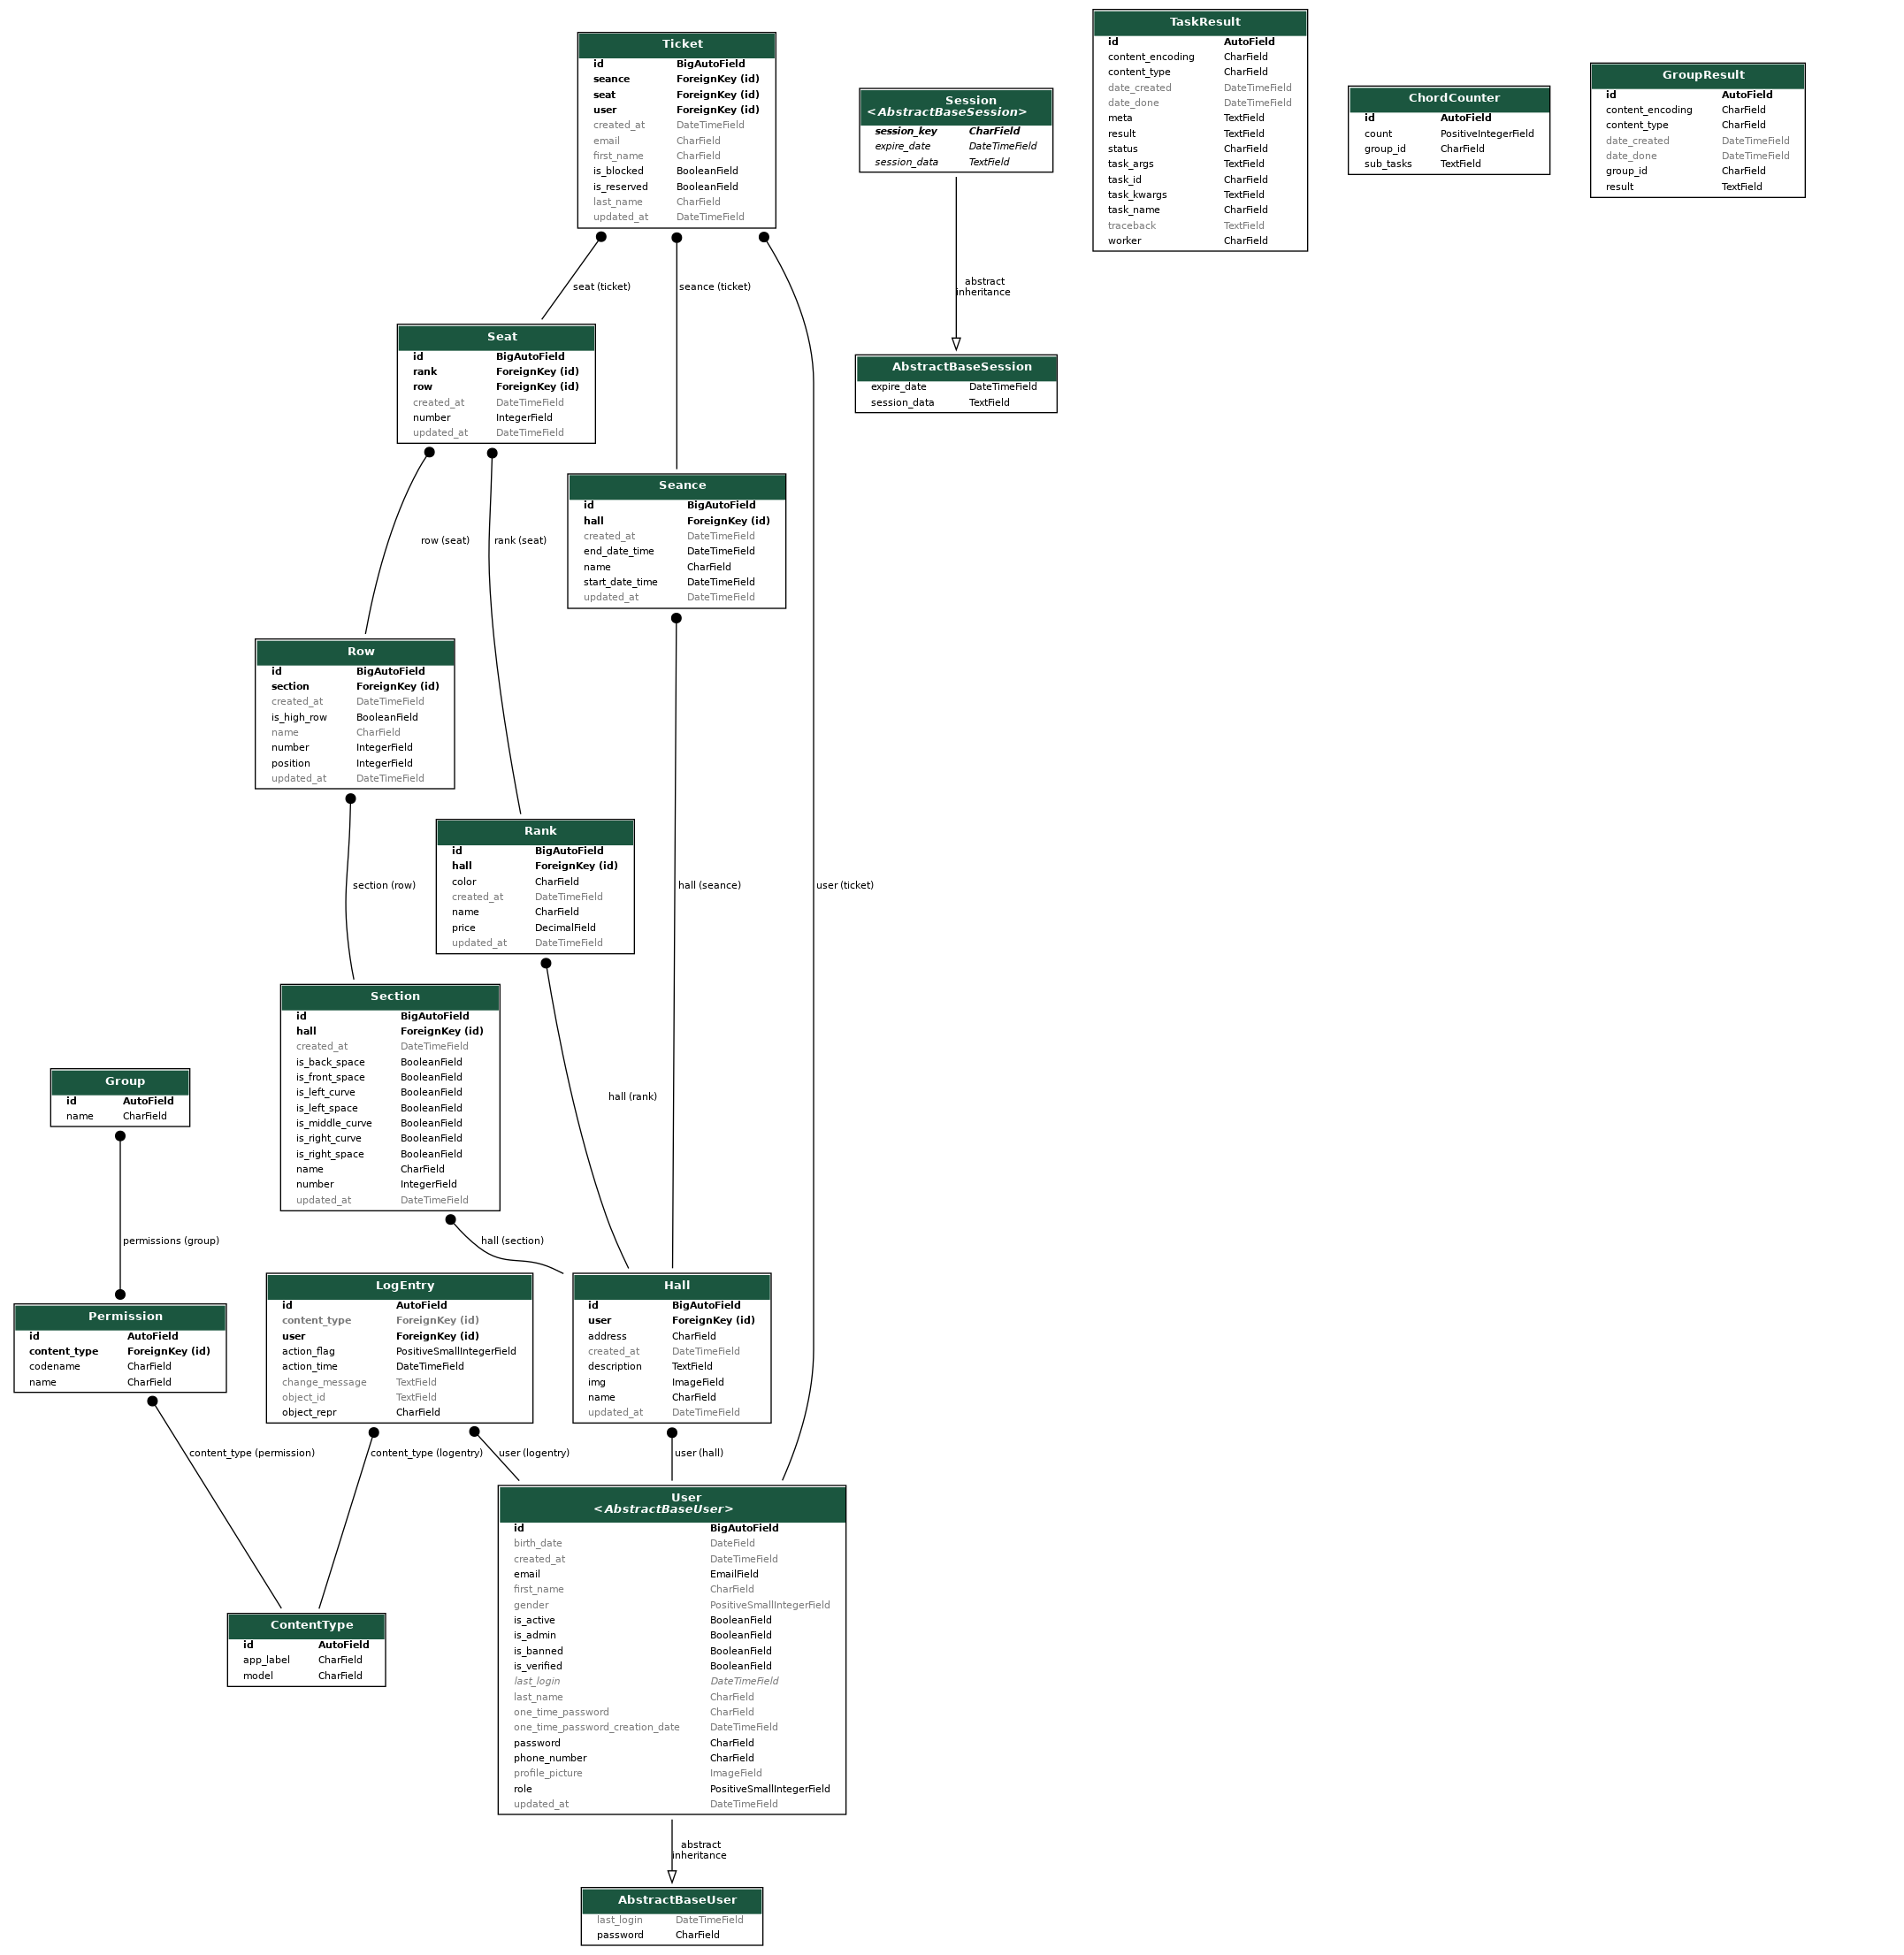 Ticket
id BigAutoField
seance ForeignKey (id)
seat ForeignKey (id)
user ForeignKey (id)
created_at DateTimeField
email CharField
first_name CharField
is_blocked BooleanField
is_reserved BooleanField
last_name CharField
updated_at DateTimeField
Session
<AbstractBaseSession>
session_key CharField
expire_date DateTimeField
session_data TextField
TaskResult
id AutoField
content_encoding CharField
content_type CharField
date_created DateTimeField
date_done DateTimeField
meta TextField
result TextField
status CharField
task_args TextField
task_id CharField
task_kwargs TextField
task_name CharField
traceback TextField
worker CharField
ChordCounter
id AutoField
count PositiveIntegerField
group_id CharField
sub_tasks TextField
GroupResult
id AutoField
content_encoding CharField
content_type CharField
date_created DateTimeField
date_done DateTimeField
group_id CharField
result TextField
seat (ticket)
seance (ticket)
abstract
inheritance
Seat
id BigAutoField
rank ForeignKey (id)
row ForeignKey (id)
created_at DateTimeField
number IntegerField
updated_at DateTimeField
AbstractBaseSession
expire_date DateTimeField
session_data TextField
row (seat)
rank (seat)
Seance
id BigAutoField
hall ForeignKey (id)
created_at DateTimeField
end_date_time DateTimeField
name CharField
start_date_time DateTimeField
updated_at DateTimeField
Row
id BigAutoField
section ForeignKey (id)
created_at DateTimeField
is_high_row BooleanField
name CharField
number IntegerField
position IntegerField
updated_at DateTimeField
section (row)
Rank
id BigAutoField
hall ForeignKey (id)
color CharField
created_at DateTimeField
name CharField
price DecimalField
updated_at DateTimeField
hall (seance)
user (ticket)
Section
id BigAutoField
hall ForeignKey (id)
created_at DateTimeField
is_back_space BooleanField
is_front_space BooleanField
is_left_curve BooleanField
is_left_space BooleanField
is_middle_curve BooleanField
is_right_curve BooleanField
is_right_space BooleanField
name CharField
number IntegerField
updated_at DateTimeField
hall (rank)
Group
id AutoField
name CharField
permissions (group)
hall (section)
Permission
id AutoField
content_type ForeignKey (id)
codename CharField
name CharField
LogEntry
id AutoField
content_type ForeignKey (id)
user ForeignKey (id)
action_flag PositiveSmallIntegerField
action_time DateTimeField
change_message TextField
object_id TextField
object_repr CharField
Hall
id BigAutoField
user ForeignKey (id)
address CharField
created_at DateTimeField
description TextField
img ImageField
name CharField
updated_at DateTimeField
content_type (permission)
content_type (logentry)
user (logentry)
user (hall)
ContentType
id AutoField
app_label CharField
model CharField
User
<AbstractBaseUser>
id BigAutoField
birth_date DateField
created_at DateTimeField
email EmailField
first_name CharField
gender PositiveSmallIntegerField
is_active BooleanField
is_admin BooleanField
is_banned BooleanField
is_verified BooleanField
last_login DateTimeField
last_name CharField
one_time_password CharField
one_time_password_creation_date DateTimeField
password CharField
phone_number CharField
profile_picture ImageField
role PositiveSmallIntegerField
updated_at DateTimeField
abstract
inheritance
AbstractBaseUser
last_login DateTimeField
password CharField